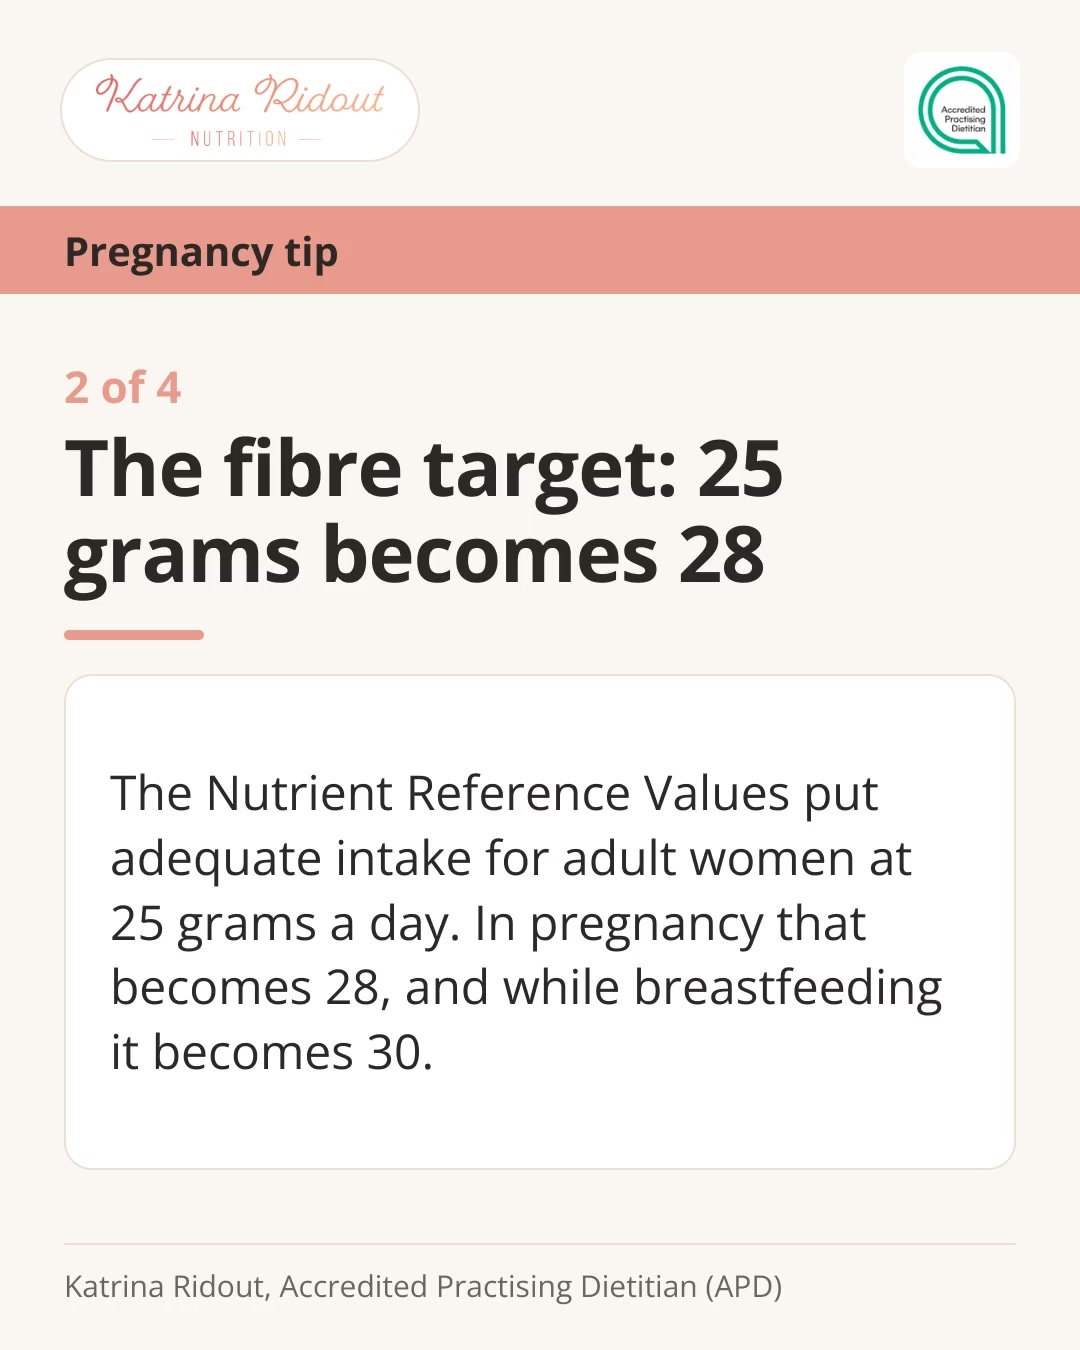 Katrina Ridout
NUTRITION
Accredited
Practising
Dietitian
Pregnancy tip
2 of 4
The fibre target: 25
grams becomes 28
The Nutrient Reference Values put
adequate intake for adult women at
25 grams a day. In pregnancy that
becomes 28, and while breastfeeding
it becomes 30.
Katrina Ridout, Accredited Practising Dietitian (APD)